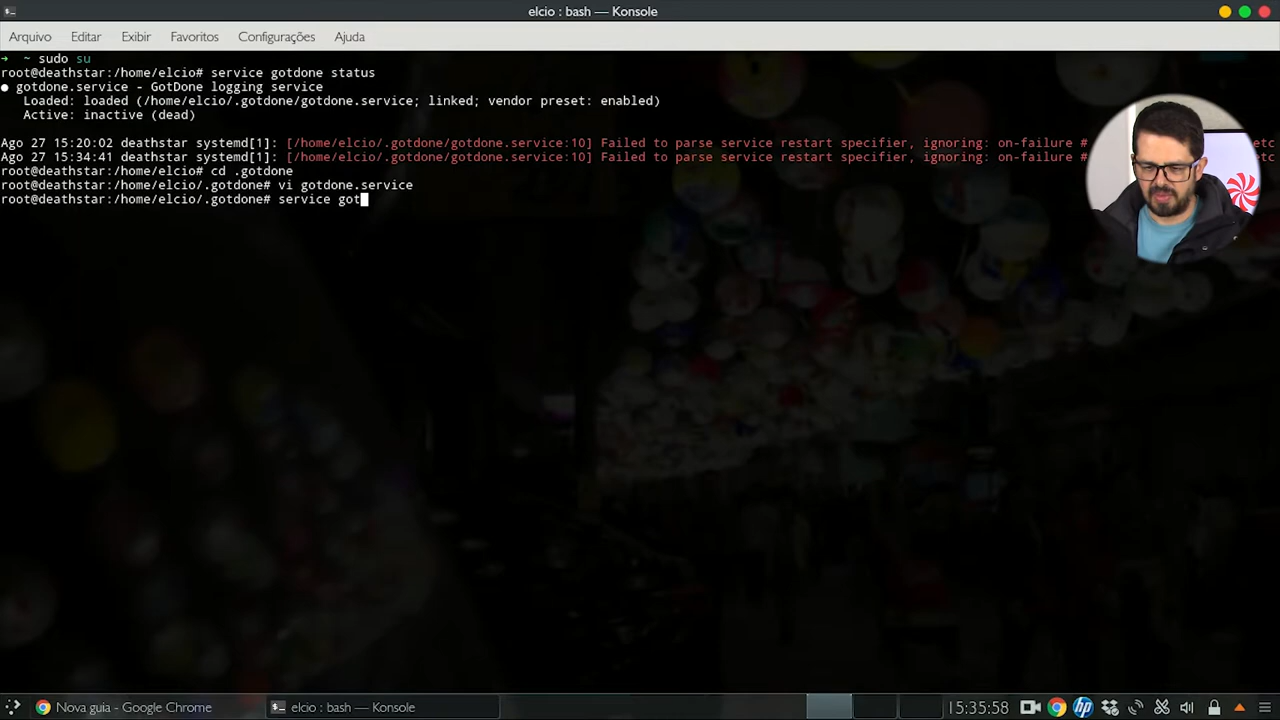 elcio : bash — Konsole
Arquivo Editar Exibir Favoritos Configurações Ajuda
➜ ~ sudo su
root@deathstar:/home/elcio# service gotdone status
● gotdone.service - GotDone logging service
Loaded: loaded (/home/elcio/.gotdone/gotdone.service; linked; vendor preset: enabled)
Active: inactive (dead)
Ago 27 15:20:02 deathstar systemd[1]: [/home/elcio/.gotdone/gotdone.service:10] Failed to parse service restart specifier, ignoring: on-failure # etc
Ago 27 15:34:41 deathstar systemd[1]: [/home/elcio/.gotdone/gotdone.service:10] Failed to parse service restart specifier, ignoring: on-failure # etc
root@deathstar:/home/elcio# cd .gotdone
root@deathstar:/home/elcio/.gotdone# vi gotdone.service
root@deathstar:/home/elcio/.gotdone# service got
Nova guia - Google Chrome
elcio : bash — Konsole
15:35:58